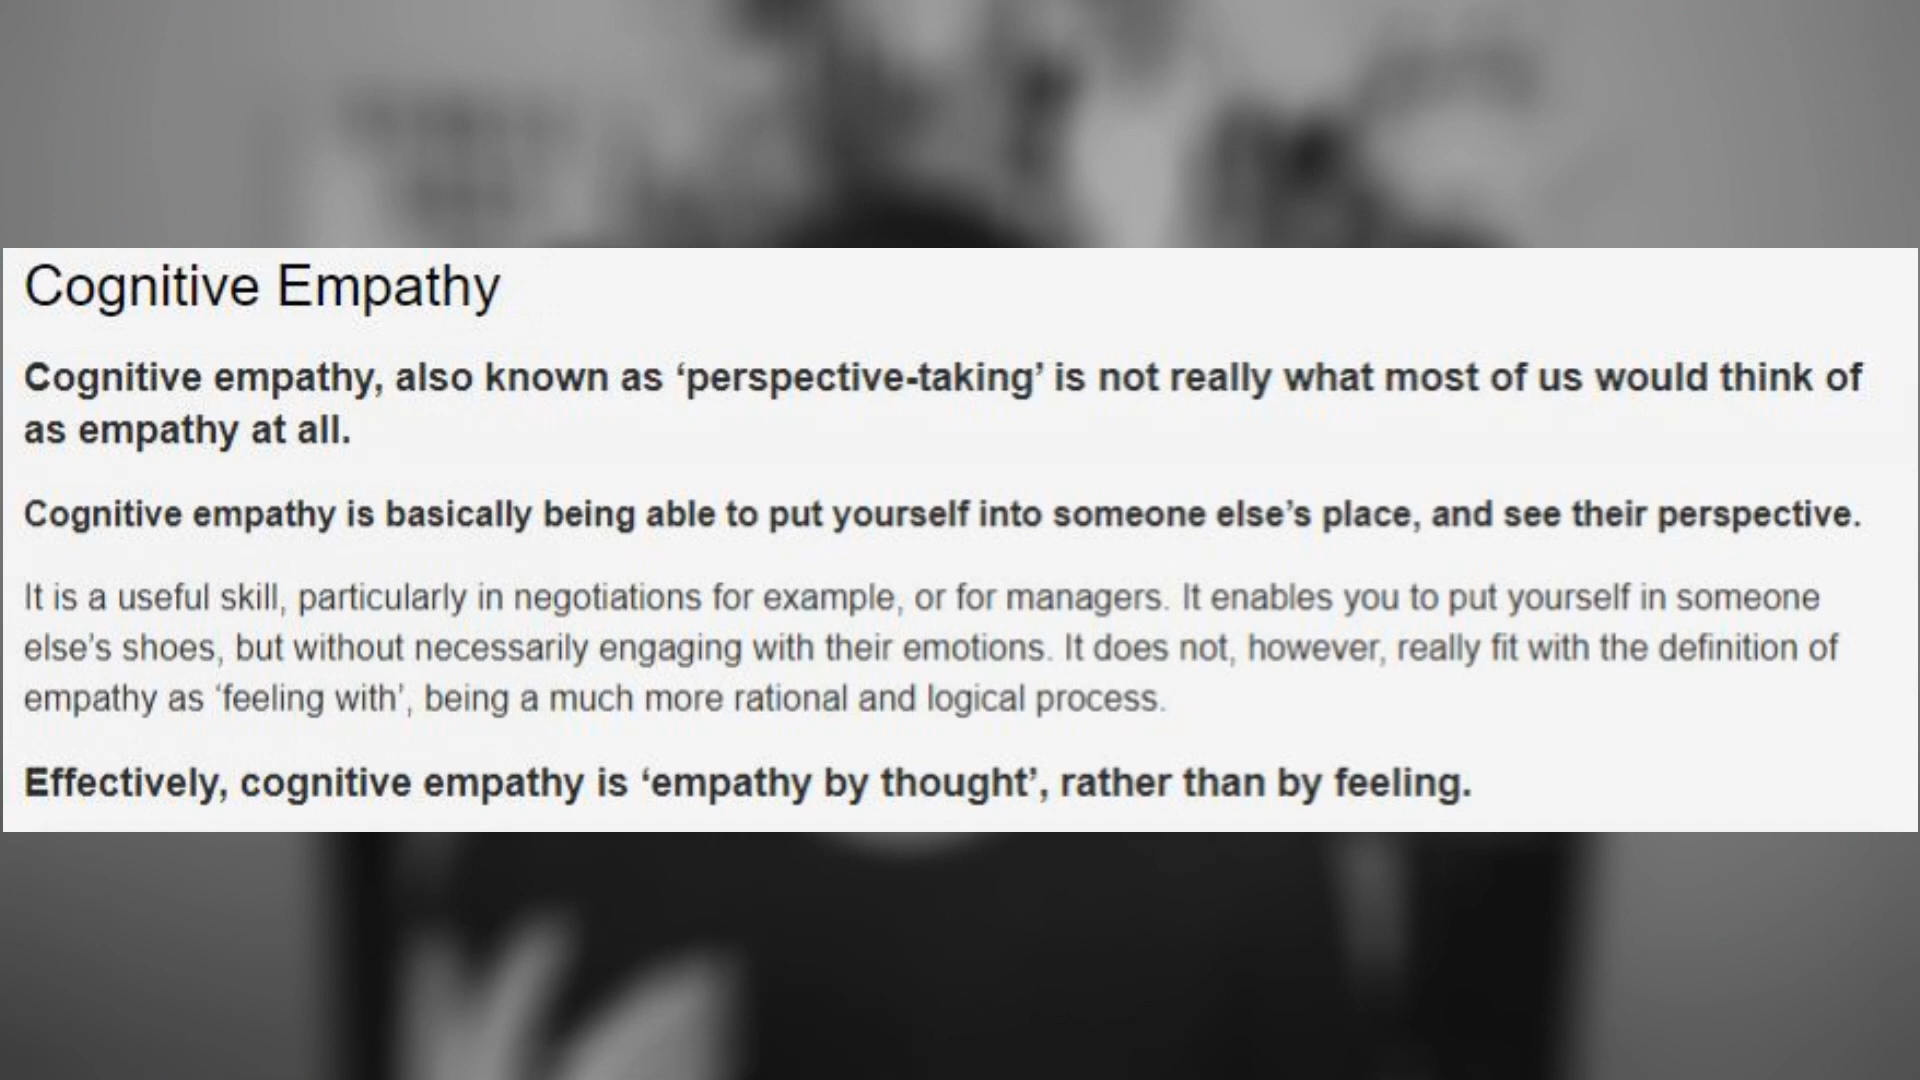 Cognitive Empathy
Cognitive empathy, also known as ‘perspective-taking’ is not really what most of us would think of
as empathy at all.
Cognitive empathy is basically being able to put yourself into someone else’s place, and see their perspective.
It is a useful skill, particularly in negotiations for example, or for managers. It enables you to put yourself in someone
else’s shoes, but without necessarily engaging with their emotions. It does not, however, really fit with the definition of
empathy as ‘feeling with’, being a much more rational and logical process.
Effectively, cognitive empathy is ‘empathy by thought’, rather than by feeling.